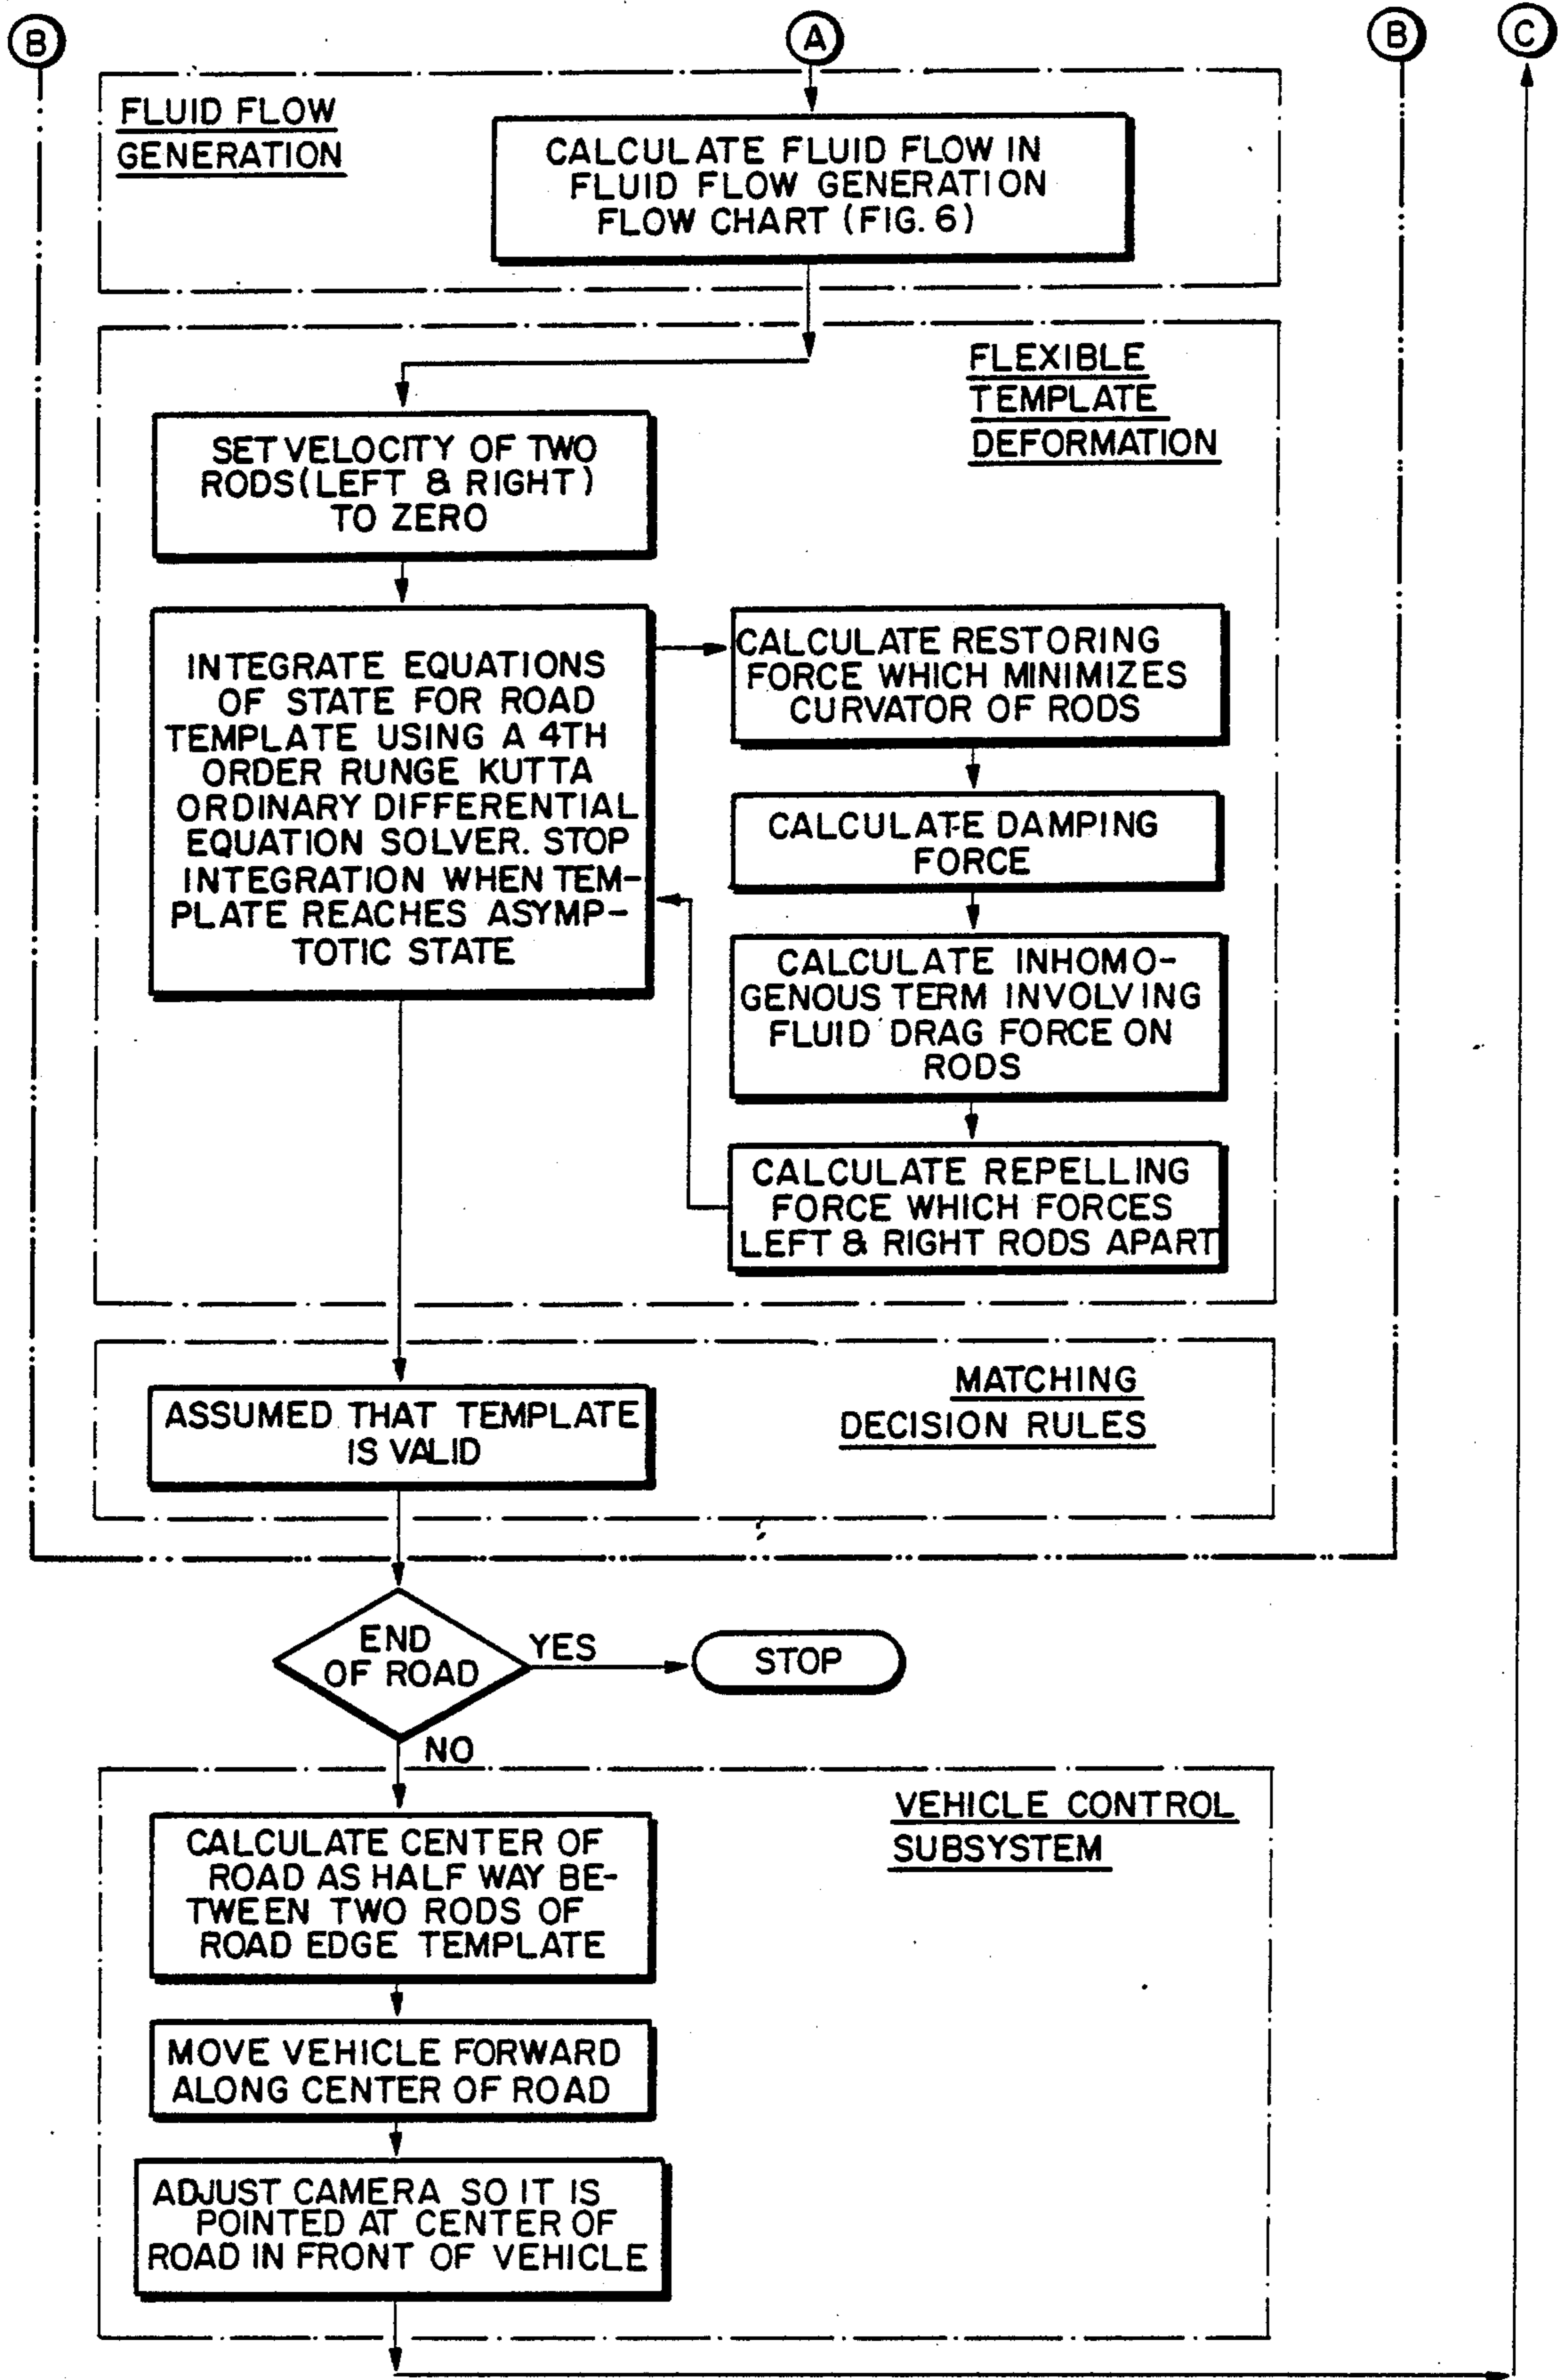 B
A
B
C
FLUID FLOW
GENERATION
CALCULATE FLUID FLOW IN
FLUID FLOW GENERATION
FLOW CHART (FIG. 6)
FLEXIBLE
TEMPLATE
DEFORMATION
SET VELOCITY OF TWO
RODS (LEFT & RIGHT)
TO ZERO
INTEGRATE EQUATIONS
OF STATE FOR ROAD
TEMPLATE USING A 4TH
ORDER RUNGE KUTTA
ORDINARY DIFFERENTIAL
EQUATION SOLVER. STOP
INTEGRATION WHEN TEM-
PLATE REACHES ASYMP-
TOTIC STATE
CALCULATE RESTORING
FORCE WHICH MINIMIZES
CURVATOR OF RODS
CALCULATE DAMPING
FORCE
CALCULATE INHOMO-
GENOUS TERM INVOLVING
FLUID DRAG FORCE ON
RODS
CALCULATE REPELLING
FORCE WHICH FORCES
LEFT & RIGHT RODS APART
MATCHING
DECISION RULES
ASSUMED THAT TEMPLATE
IS VALID
END
OF ROAD
YES
STOP
NO
VEHICLE CONTROL
SUBSYSTEM
CALCULATE CENTER OF
ROAD AS HALF WAY BE-
TWEEN TWO RODS OF
ROAD EDGE TEMPLATE
MOVE VEHICLE FORWARD
ALONG CENTER OF ROAD
ADJUST CAMERA SO IT IS
POINTED AT CENTER OF
ROAD IN FRONT OF VEHICLE